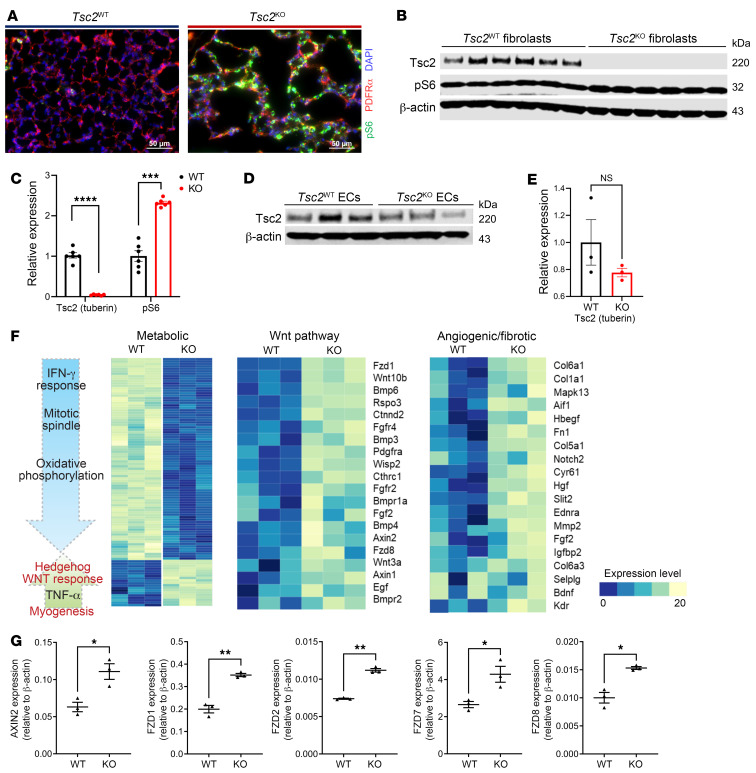 A
Tsc2WT
Tsc2KO
50 μm
50 μm
pS6 PDFRα DAPI
B
Tsc2WT fibrolasts
Tsc2KO fibrolasts
kDa
Tsc2
220
pS6
32
β-actin
43
C
WT
KO
Relative expression
3
2
1
0
****
***
Tsc2 (tuberin)
pS6
D
Tsc2WT ECs
Tsc2KO ECs
kDa
Tsc2
220
β-actin
43
E
NS
Relative expression
1.4
1.2
1.0
0.8
0.6
WT
KO
Tsc2 (tuberin)
F
Metabolic
Wnt pathway
Angiogenic/fibrotic
WT
KO
WT
KO
WT
KO
IFN-γ
response
Mitotic
spindle
Oxidative
phosphorylation
Hedgehog
WNT response
TNF-α
Myogenesis
Fzd1
Wnt10b
Bmp6
Rspo3
Ctnnd2
Fgfr4
Bmp3
Pdgfra
Wisp2
Cthrc1
Fgfr2
Bmpr1a
Fgf2
Bmp4
Axin2
Fzd8
Wnt3a
Axin1
Egf
Bmpr2
Col6a1
Col1a1
Mapk13
Aif1
Hbegf
Fn1
Col5a1
Notch2
Cyr61
Hgf
Slit2
Ednra
Mmp2
Fgf2
Igfbp2
Col6a3
Selplg
Bdnf
Kdr
Expression level
0
20
G
AXIN2 expression
(relative to β-actin)
0.15
0.10
0.05
0.00
*
WT
KO
FZD1 expression
(relative to β-actin)
0.5
0.4
0.3
0.2
0.1
0.0
**
WT
KO
FZD2 expression
(relative to β-actin)
0.015
0.010
0.005
0.000
**
WT
KO
FZD7 expression
(relative to β-actin)
7
6
4
2
0
*
WT
KO
FZD8 expression
(relative to β-actin)
0.020
0.015
0.010
0.005
0.000
*
WT
KO